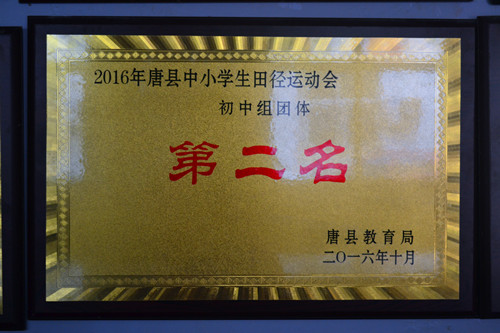 2016年唐县中小学生田径运动会
初中组团体
第二名
唐县教育局
二〇一六年十月